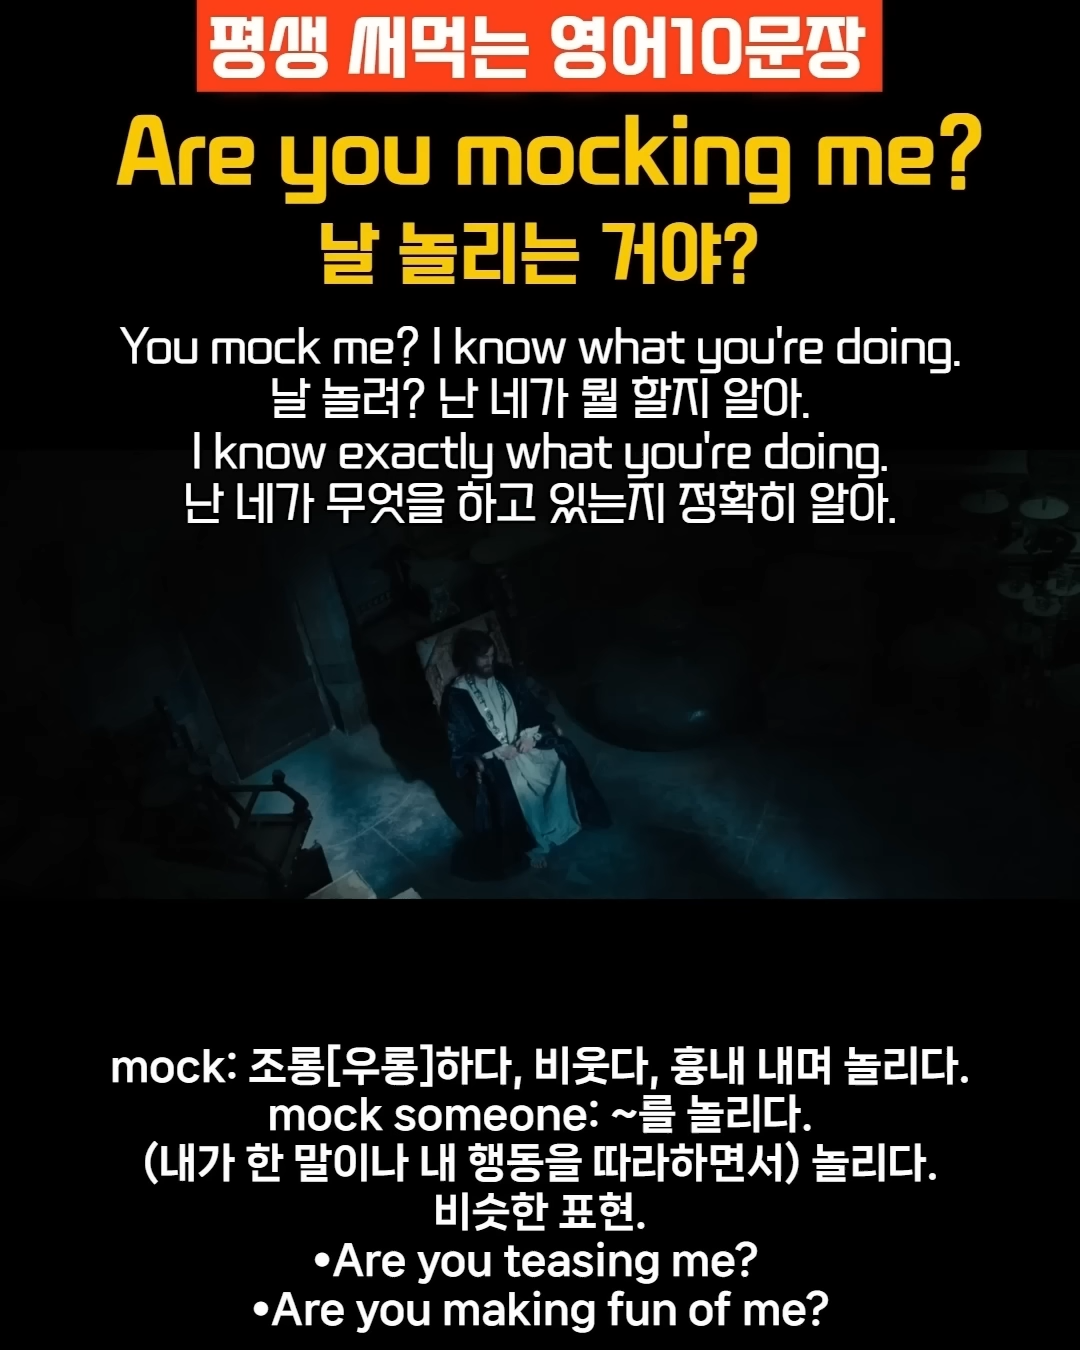 평생 써먹는 영어10문장
Are you mocking me?
날 놀리는 거야?
You mock me? I know what you're doing.
날 놀려? 난 네가 뭘 할지 알아.
I know exactly what you're doing.
난 네가 무엇을 하고 있는지 정확히 알아.
mock: 조롱[우롱]하다, 비웃다, 흉내 내며 놀리다.
mock someone: ~를 놀리다.
(내가 한 말이나 내 행동을 따라하면서) 놀리다.
비슷한 표현.
•Are you teasing me?
•Are you making fun of me?